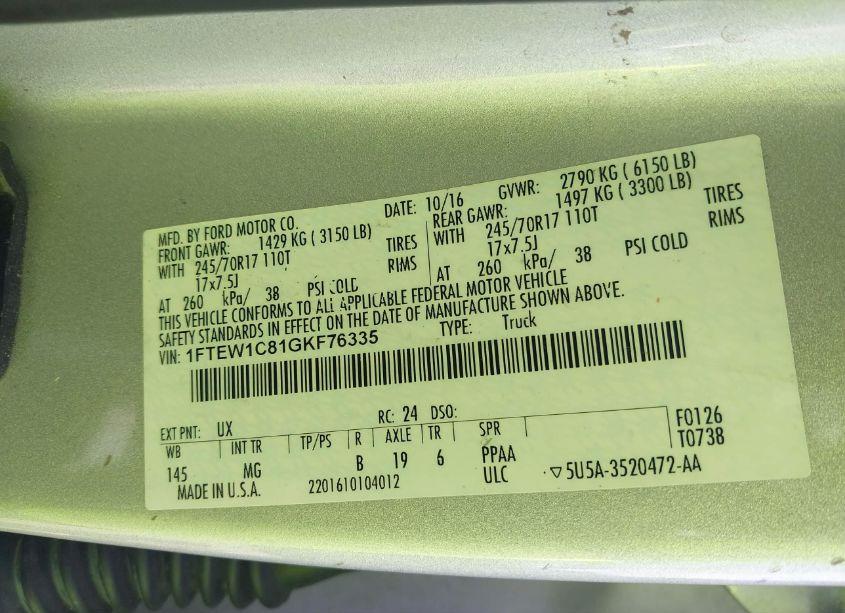 MFD. BY FORD MOTOR CO. DATE: 10/16 GVWR: 2790 KG ( 6150 LB)
FRONT GAWR: 1429 KG ( 3150 LB) REAR GAWR: 1497 KG ( 3300 LB)
WITH 245/70R17 110T TIRES WITH 245/70R17 110T TIRES
17x7.5J RIMS 17x7.5J RIMS
AT 260 kPa/ 38 PSI COLD AT 260 kPa/ 38 PSI COLD
THIS VEHICLE CONFORMS TO ALL APPLICABLE FEDERAL MOTOR VEHICLE
SAFETY STANDARDS IN EFFECT ON THE DATE OF MANUFACTURE SHOWN ABOVE.
VIN: 1FTEW1C81GKF76335 TYPE: Truck
EXT PNT: UX RC: 24 DSO:
WB INT TR TP/PS R AXLE TR SPR F0126
145 MG B 19 6 PPAA T0738
MADE IN U.S.A. 2201610104012 ULC ▽5U5A-3520472-AA